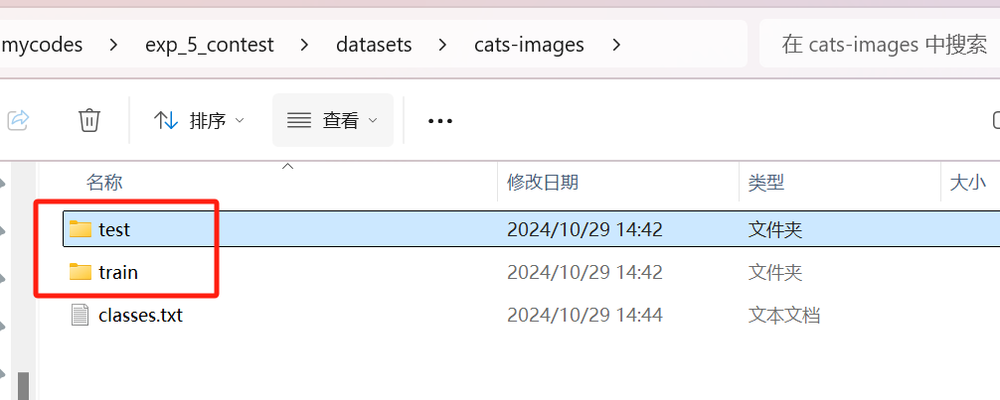 mycodes > exp_5_contest > datasets > cats-images > 在 cats-images 中搜索
排序 查看
名称 修改日期 类型 大小
test 2024/10/29 14:42 文件夹
train 2024/10/29 14:42 文件夹
classes.txt 2024/10/29 14:44 文本文档